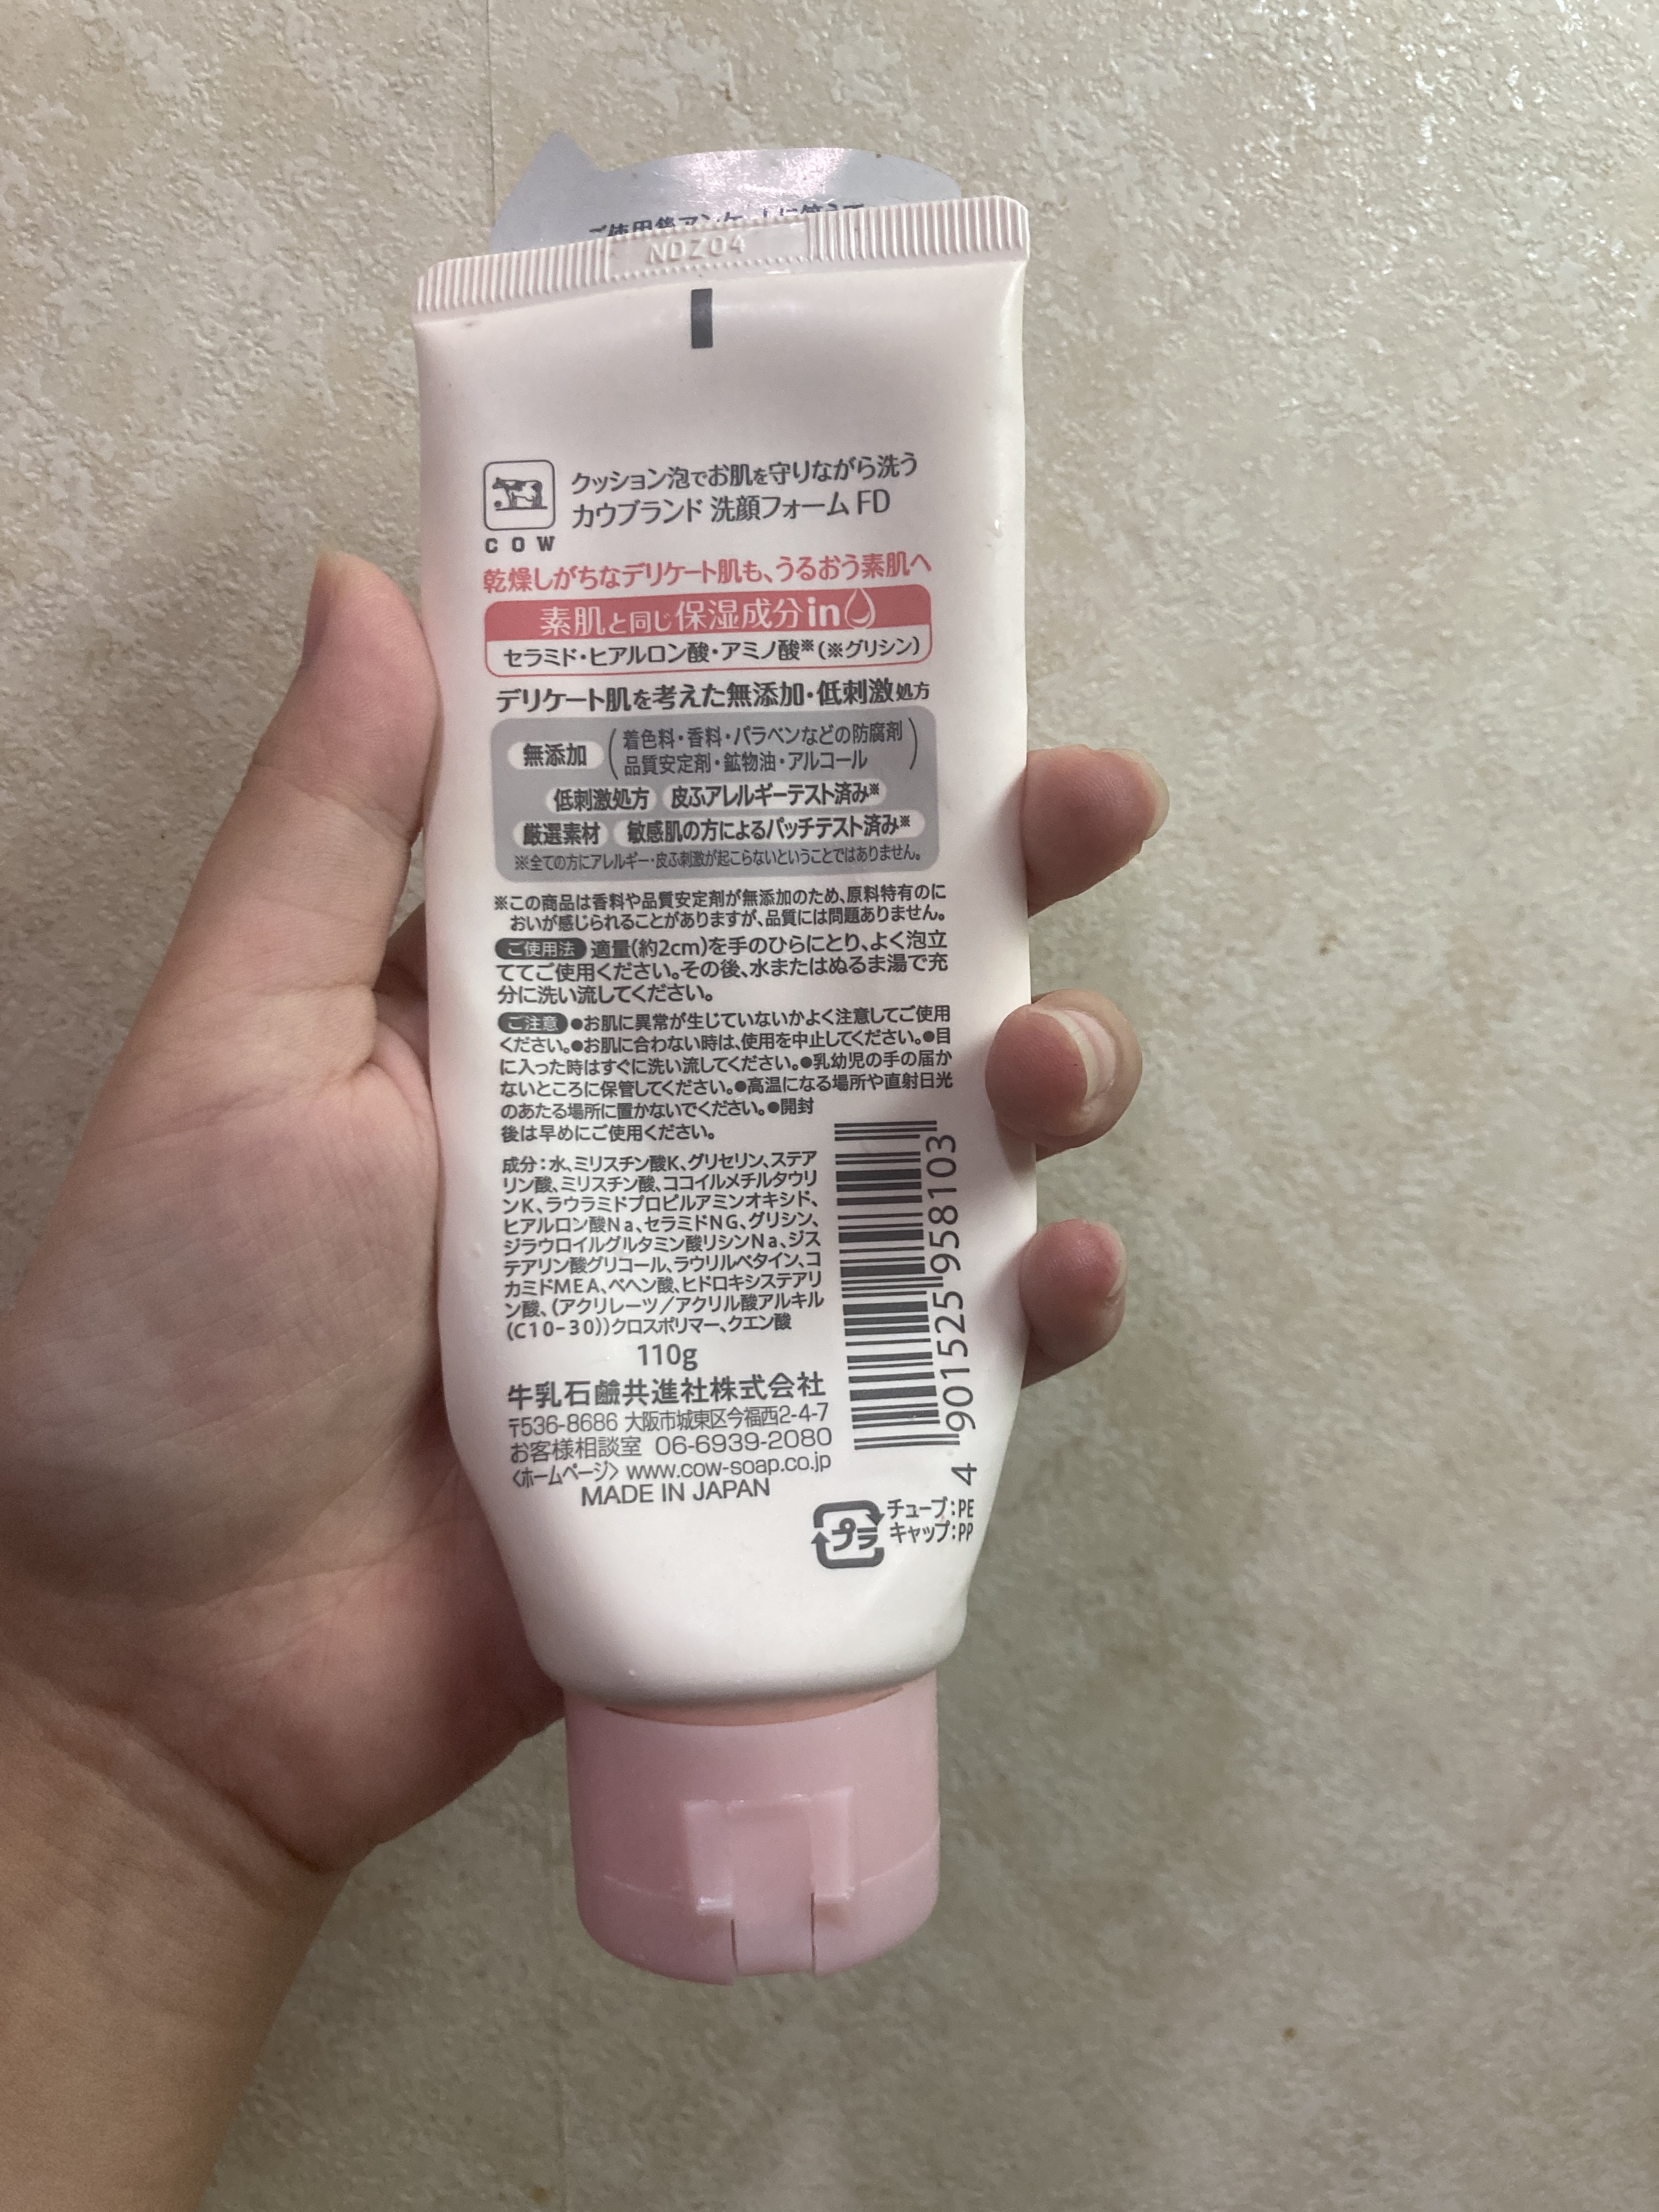 ご使用後アンケートに答えて
NDZ04
COW
クッション泡でお肌を守りながら洗う
カウブランド 洗顔フォーム FD
乾燥しがちなデリケート肌も、うるおう素肌へ
素肌と同じ保湿成分in
セラミド・ヒアルロン酸・アミノ酸※(※グリシン)
デリケート肌を考えた無添加・低刺激処方
無添加(着色料・香料・パラベンなどの防腐剤
品質安定剤・鉱物油・アルコール)
低刺激処方 皮ふアレルギーテスト済み※
厳選素材 敏感肌の方によるパッチテスト済み※
※全ての方にアレルギー・皮ふ刺激が起こらないということではありません。
※この商品は香料や品質安定剤が無添加のため、原料特有のに
おいが感じられることがありますが、品質には問題ありません。
ご使用法 適量(約2cm)を手のひらにとり、よく泡立
ててご使用ください。その後、水またはぬるま湯で充
分に洗い流してください。
ご注意 ●お肌に異常が生じていないかよく注意してご使用
ください。●お肌に合わない時は、使用を中止してください。●目
に入った時はすぐに洗い流してください。●乳幼児の手の届か
ないところに保管してください。●高温になる場所や直射日光
のあたる場所に置かないでください。●開封
後は早めにご使用ください。
成分:水、ミリスチン酸K、グリセリン、ステア
リン酸、ミリスチン酸、ココイルメチルタウリ
ンK、ラウラミドプロピルアミンオキシド、
ヒアルロン酸Na、セラミドNG、グリシン、
ジラウロイルグルタミン酸リシンNa、ジス
テアリン酸グリコール、ラウリルベタイン、コ
カミドMEA、ベヘン酸、ヒドロキシステアリ
ン酸、(アクリレーツ/アクリル酸アルキル
(C10-30))クロスポリマー、クエン酸
110g
牛乳石鹼共進社株式会社
〒536-8686 大阪市城東区今福西2-4-7
お客様相談室 06-6939-2080
〈ホームページ〉www.cow-soap.co.jp
MADE IN JAPAN
4 901525 958103
プラ
チューブ:PE
キャップ:PP